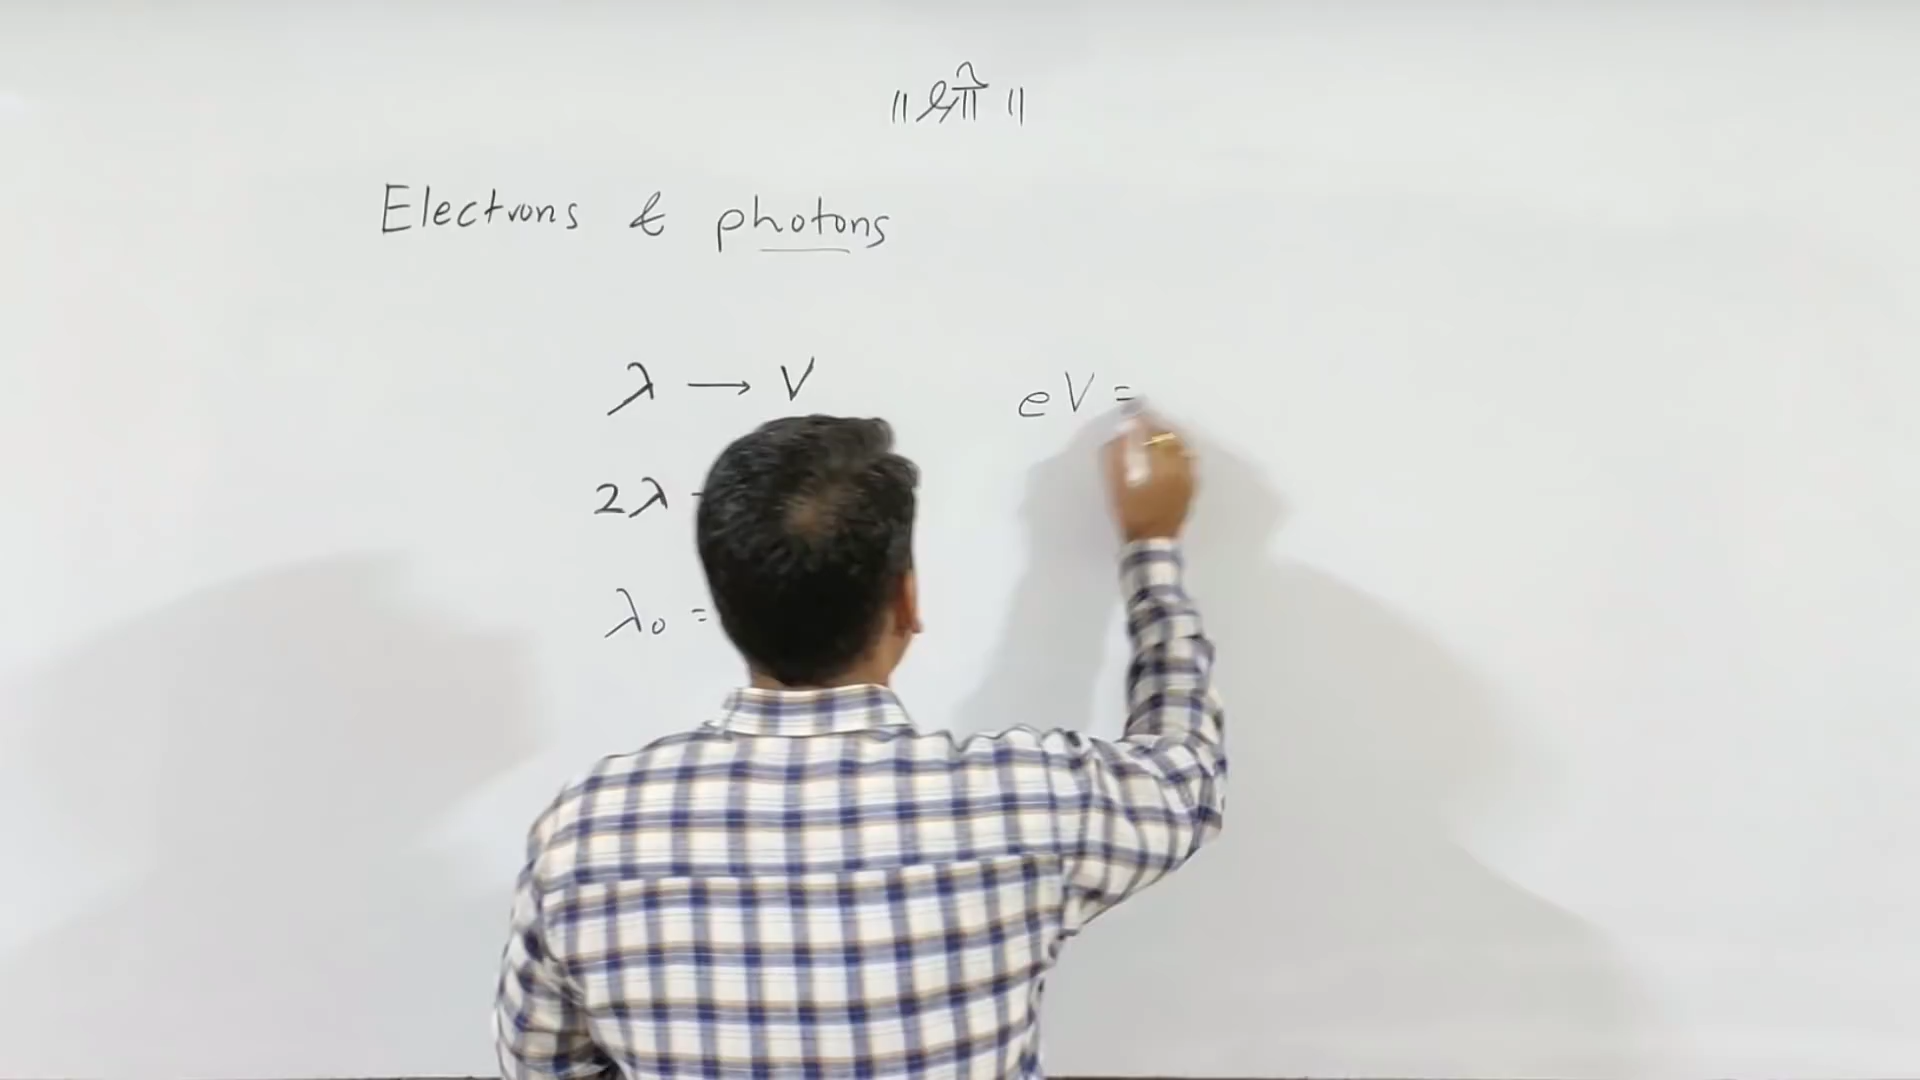 ॥ श्री ॥
Electrons & photons
λ → V
eV =
2λ
λ₀ =